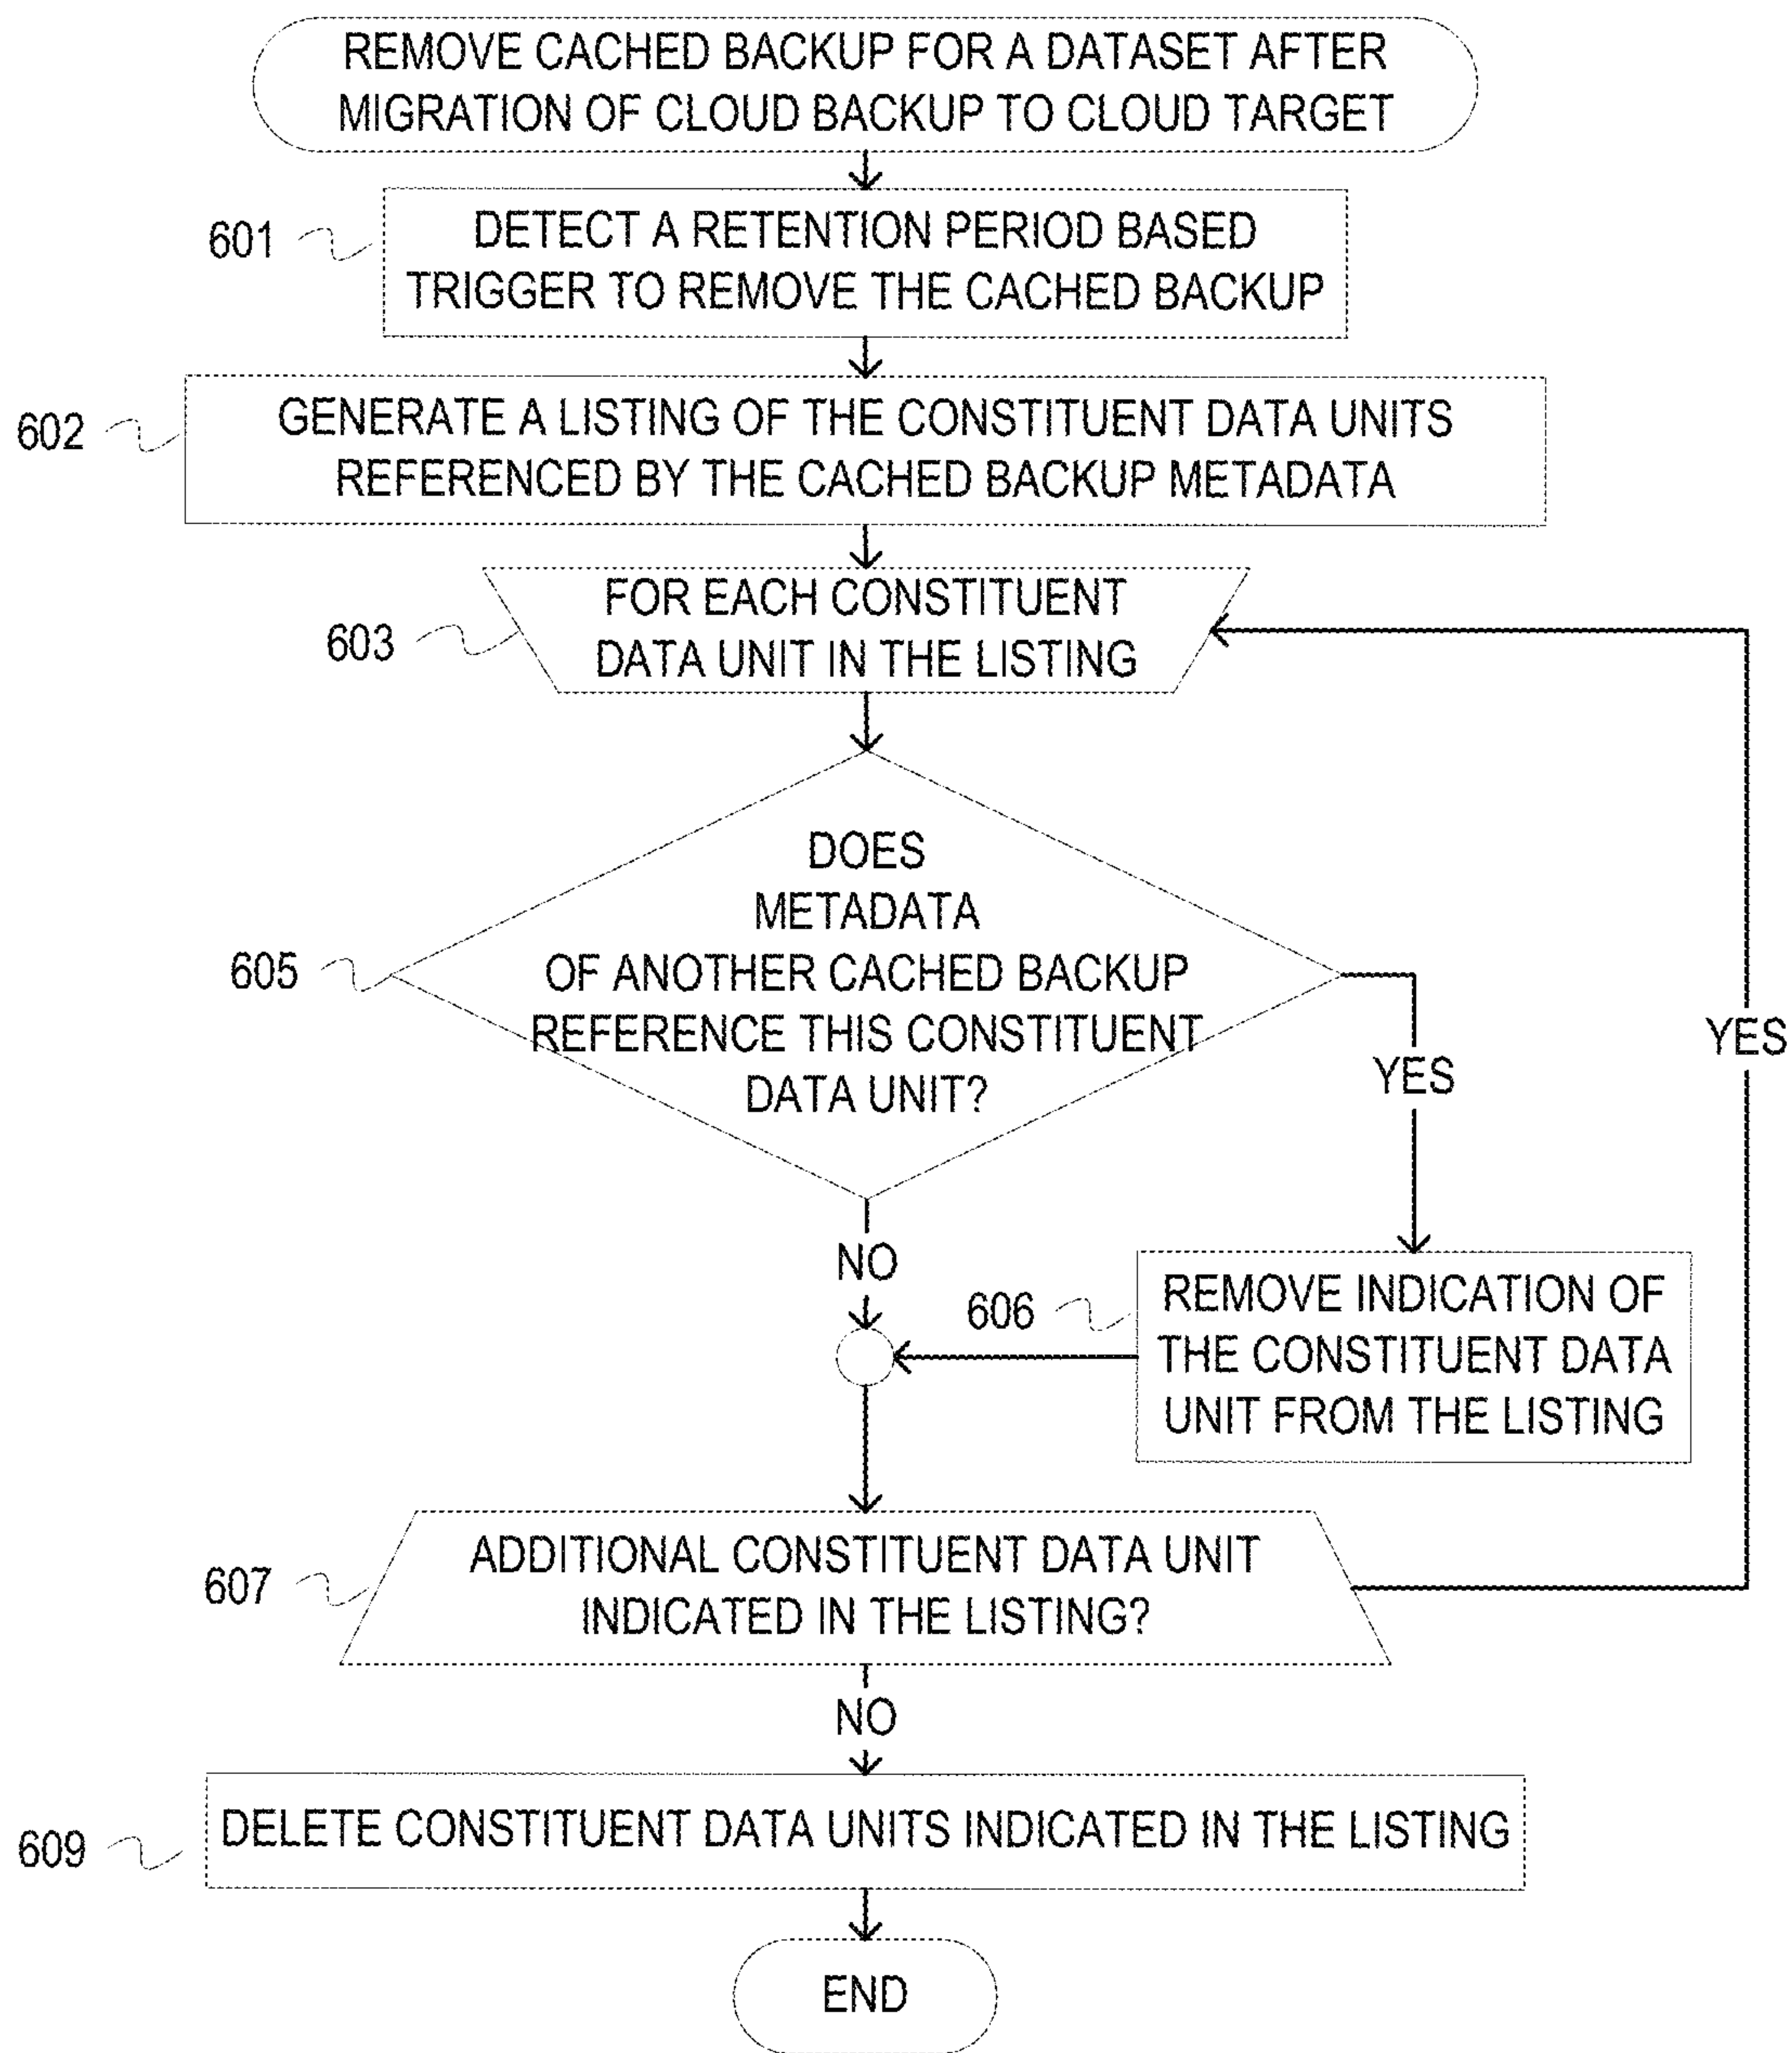 REMOVE CACHED BACKUP FOR A DATASET AFTER
MIGRATION OF CLOUD BACKUP TO CLOUD TARGET
601
DETECT A RETENTION PERIOD BASED
TRIGGER TO REMOVE THE CACHED BACKUP
602
GENERATE A LISTING OF THE CONSTITUENT DATA UNITS
REFERENCED BY THE CACHED BACKUP METADATA
603
FOR EACH CONSTITUENT
DATA UNIT IN THE LISTING
605
DOES
METADATA
OF ANOTHER CACHED BACKUP
REFERENCE THIS CONSTITUENT
DATA UNIT?
YES
YES
NO
606
REMOVE INDICATION OF
THE CONSTITUENT DATA
UNIT FROM THE LISTING
607
ADDITIONAL CONSTITUENT DATA UNIT
INDICATED IN THE LISTING?
NO
609
DELETE CONSTITUENT DATA UNITS INDICATED IN THE LISTING
END